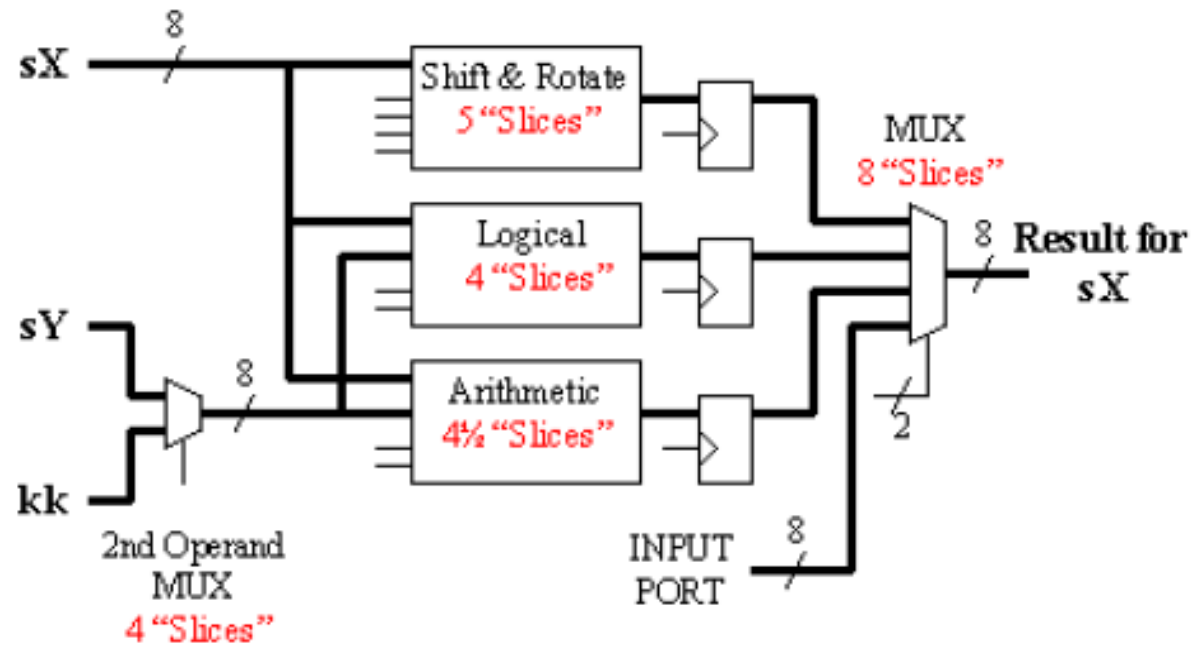 8
sX
Shift & Rotate
5 “Slices”
MUX
8 “Slices”
Logical
4 “Slices”
8
Result for
sX
sY
8
Arithmetic
4½ “Slices”
2
kk
2nd Operand
MUX
4 “Slices”
INPUT
PORT
8